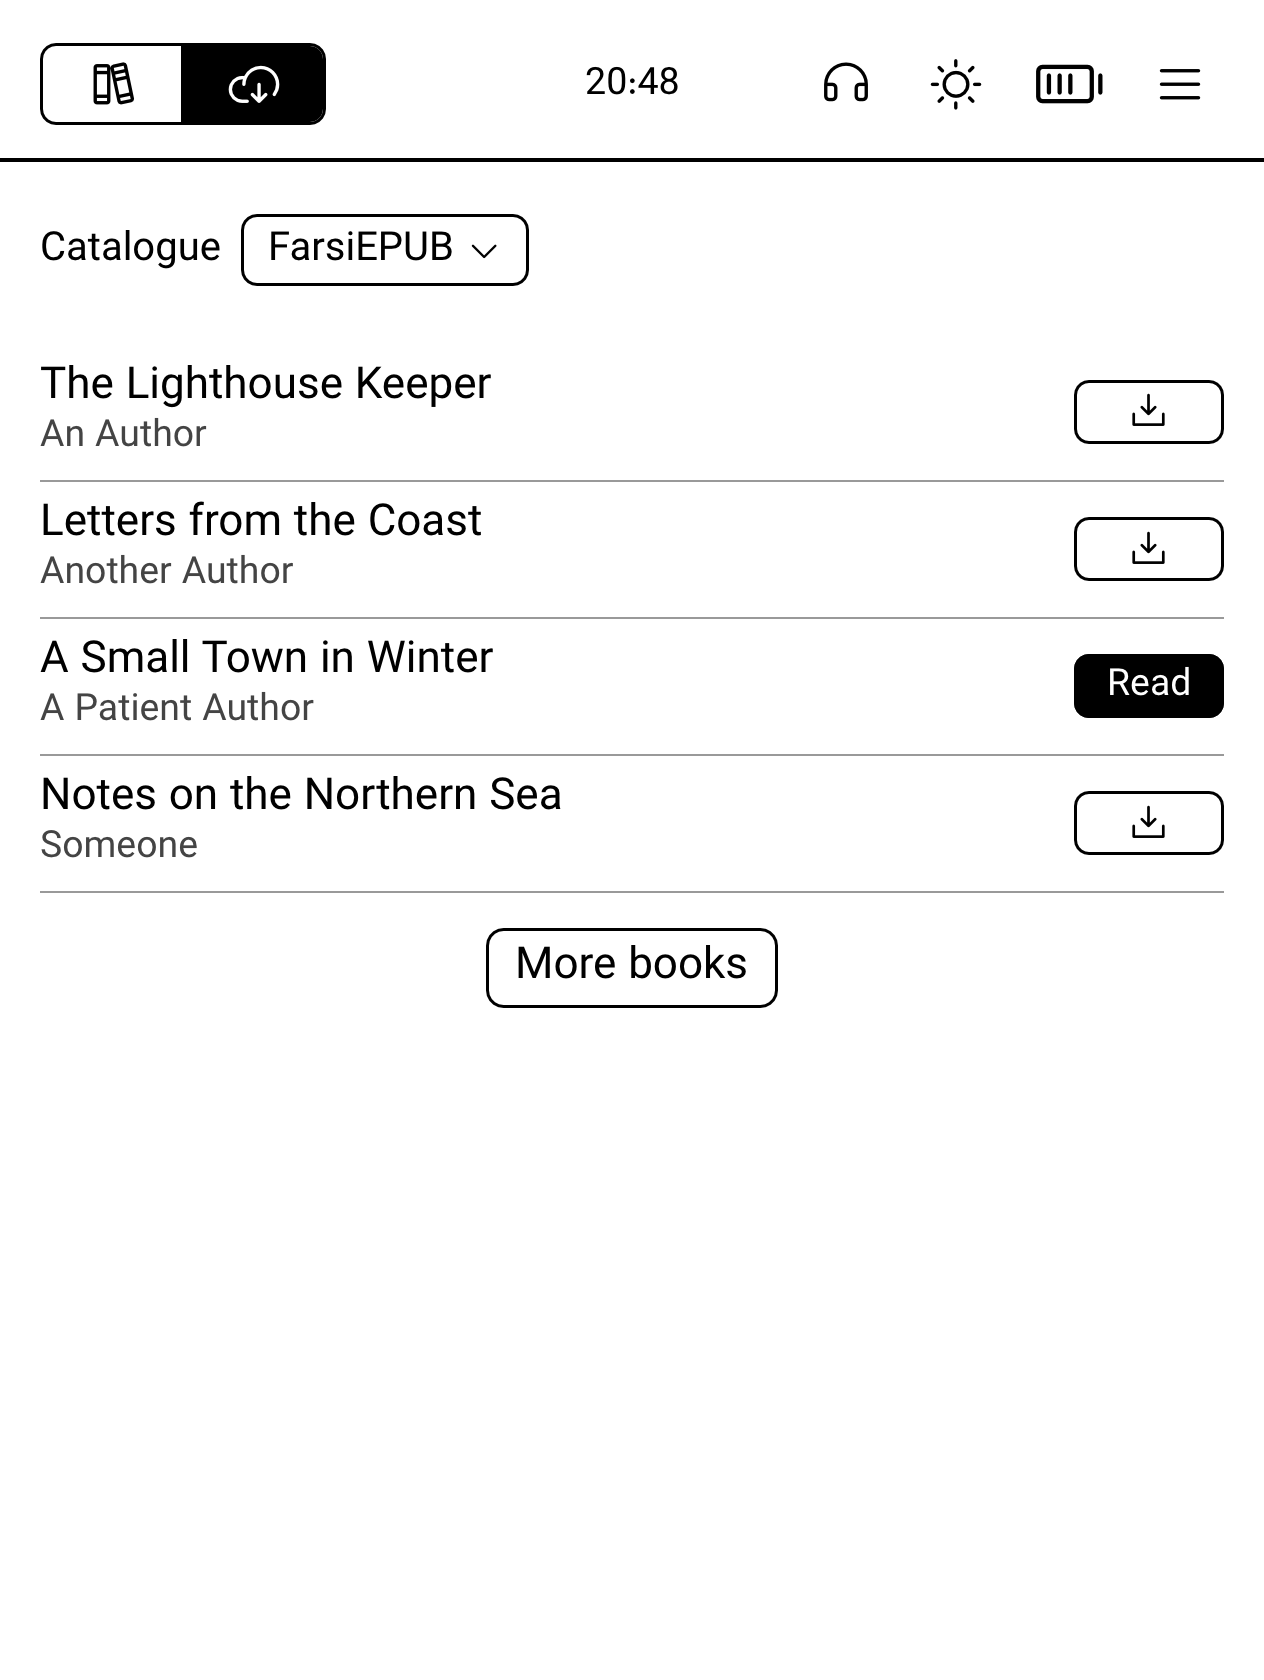 20:48
Catalogue FarsiEPUB
The Lighthouse Keeper
An Author
Letters from the Coast
Another Author
A Small Town in Winter
A Patient Author
Read
Notes on the Northern Sea
Someone
More books